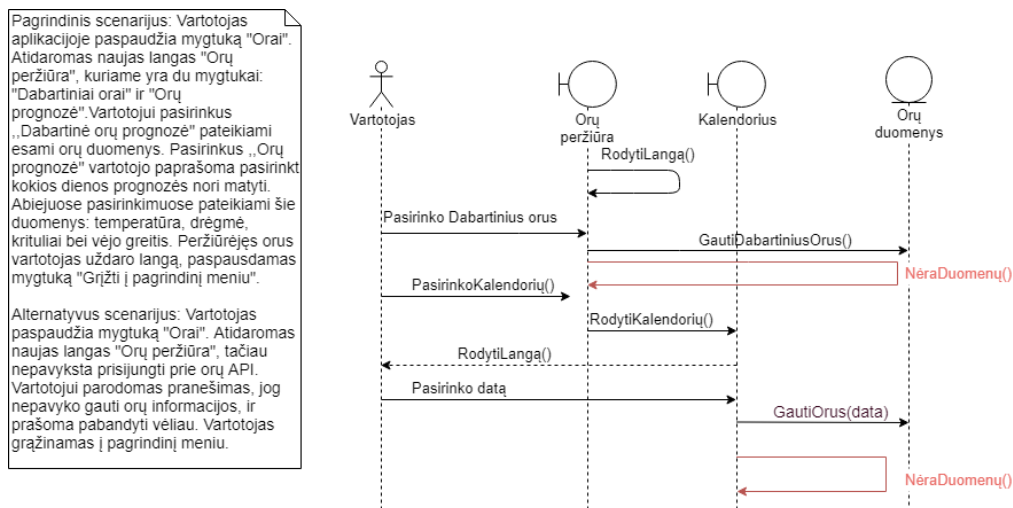 Pagrindinis scenarijus: Vartotojas
aplikacijoje paspaudžia mygtuką "Orai".
Atidaromas naujas langas "Orų
peržiūra", kuriame yra du mygtukai:
"Dabartiniai orai" ir "Orų
prognozė".Vartotojui pasirinkus
,,Dabartinė orų prognozė" pateikiami
esami orų duomenys. Pasirinkus ,,Orų
prognozė" vartotojo paprašoma pasirinkt
kokios dienos prognozės nori matyti.
Abiejuose pasirinkimuose pateikiami šie
duomenys: temperatūra, drėgmė,
krituliai bei vėjo greitis. Peržiūrėjęs orus
vartotojas uždaro langą, paspausdamas
mygtuką "Grįžti į pagrindinį meniu".
Alternatyvus scenarijus: Vartotojas
paspaudžia mygtuką "Orai". Atidaromas
naujas langas "Orų peržiūra", tačiau
nepavyksta prisijungti prie orų API.
Vartotojui parodomas pranešimas, jog
nepavyko gauti orų informacijos, ir
prašoma pabandyti vėliau. Vartotojas
grąžinamas į pagrindinį meniu.
Vartotojas
Orų
peržiūra
Kalendorius
Orų
duomenys
RodytiLangą()
Pasirinko Dabartinius orus
GautiDabartiniusOrus()
NėraDuomenų()
PasirinkoKalendorių()
RodytiKalendorių()
RodytiLangą()
Pasirinko datą
GautiOrus(data)
NėraDuomenų()